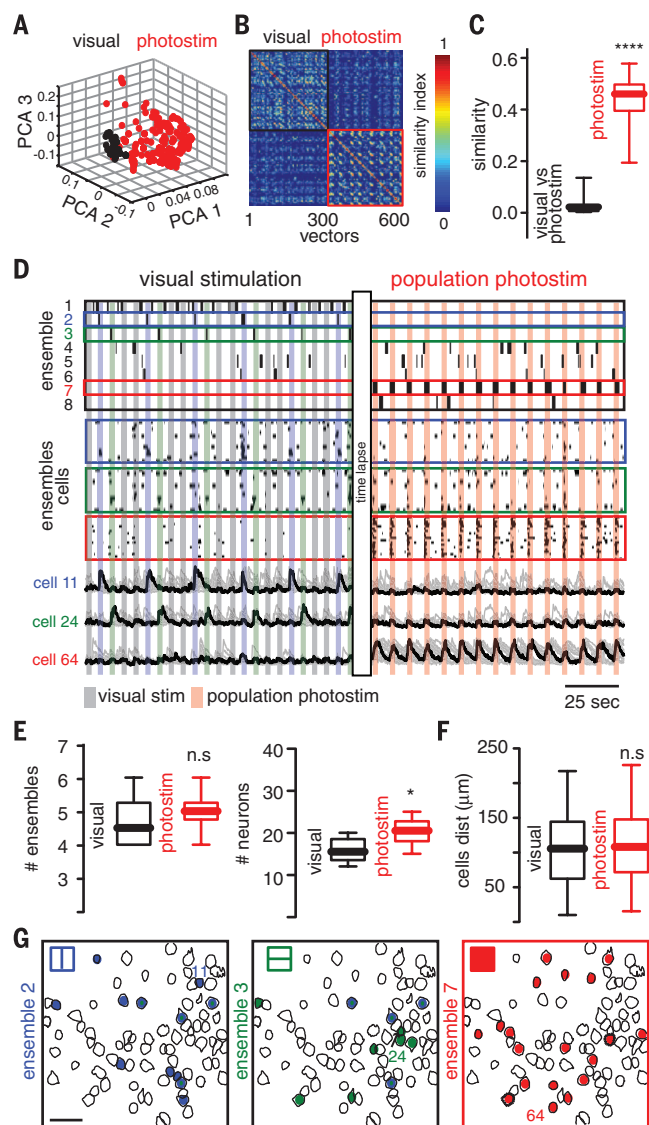 A
visual photostim
PCA 3
0.2
0.1
0
-0.1
PCA 2
0.1
0
-0.1
PCA 1
0
0.04
0.08
B
visual photostim
1 300 600
vectors
similarity index
1
0
C
similarity
0.6
0.4
0.2
0.0
visual vs
photostim
photostim
****
D
visual stimulation
population photostim
ensemble
1
2
3
4
5
6
7
8
ensembles
cells
time lapse
cell 11
cell 24
cell 64
visual stim
population photostim
25 sec
E
# ensembles
7
6
5
4
3
2
visual
photostim
n.s
# neurons
40
30
20
10
0
visual
photostim
*
F
cells dist (μm)
250
150
50
visual
photostim
n.s
G
ensemble 2
11
ensemble 3
24
ensemble 7
64